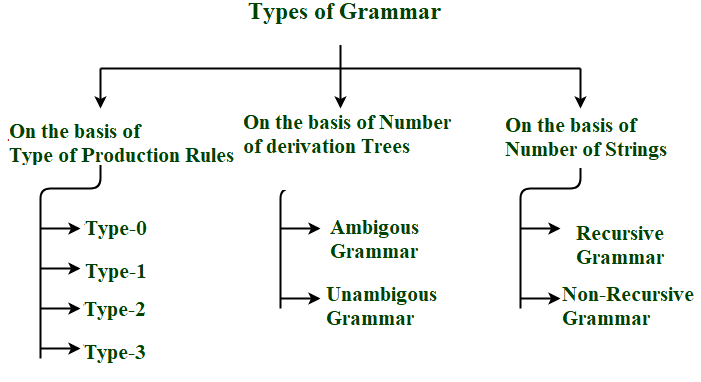 Types of Grammar
On the basis of
Type of Production Rules
Type-0
Type-1
Type-2
Type-3
On the basis of Number
of derivation Trees
Ambigous
Grammar
Unambigous
Grammar
On the basis of
Number of Strings
Recursive
Grammar
Non-Recursive
Grammar